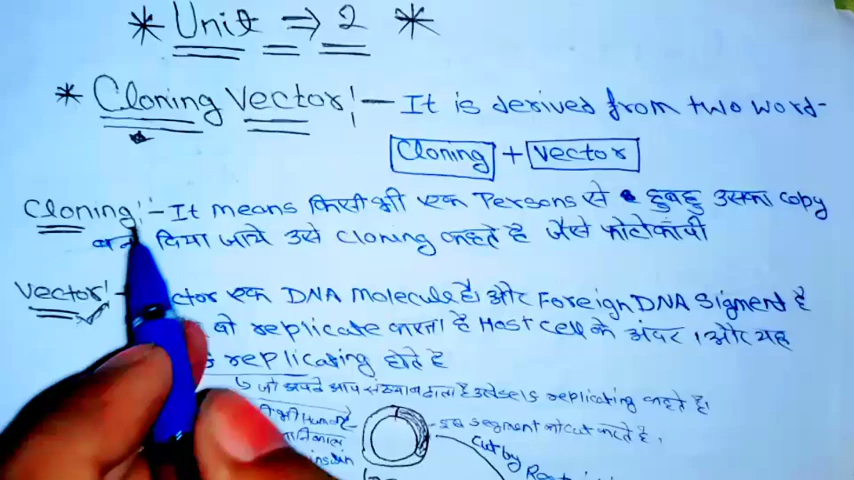 * Unit ⇒ 2 *
* Cloning Vector :- It is derived from two word-
Cloning + Vector
Cloning :- It means किसी भी एक Persons से हुबहु उसका copy
बना दिया जाये उसे Cloning कहते है जैसे फोटोकॉपी
Vector :- एक DNA Molecule है। और Foreign DNA Sigment है
वो replicate करता है Host Cell के अंदर । और यह
replicating होते है
जो अपने आप संख्या बढाता है उसे self replicating कहते है।
भी Human के
segment को cut करते है,
insulin
Cut by